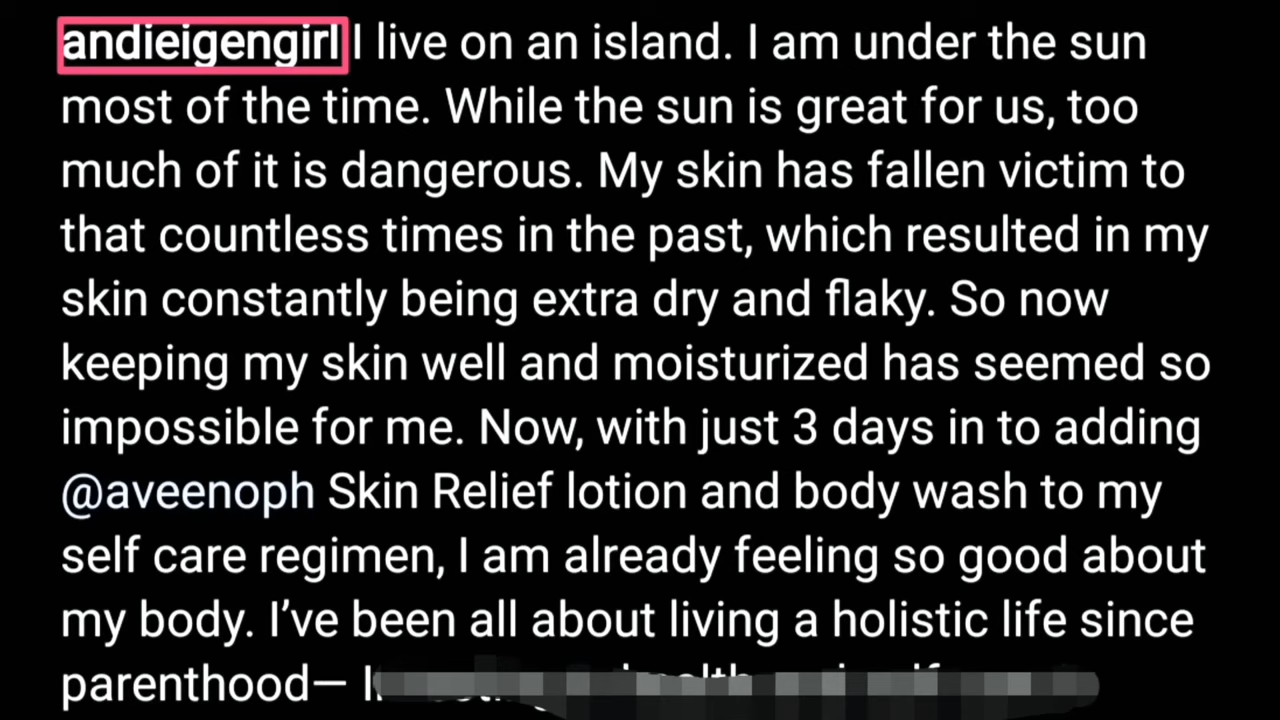 andieigengirl I live on an island. I am under the sun
most of the time. While the sun is great for us, too
much of it is dangerous. My skin has fallen victim to
that countless times in the past, which resulted in my
skin constantly being extra dry and flaky. So now
keeping my skin well and moisturized has seemed so
impossible for me. Now, with just 3 days in to adding
@aveenoph Skin Relief lotion and body wash to my
self care regimen, I am already feeling so good about
my body. I’ve been all about living a holistic life since
parenthood—